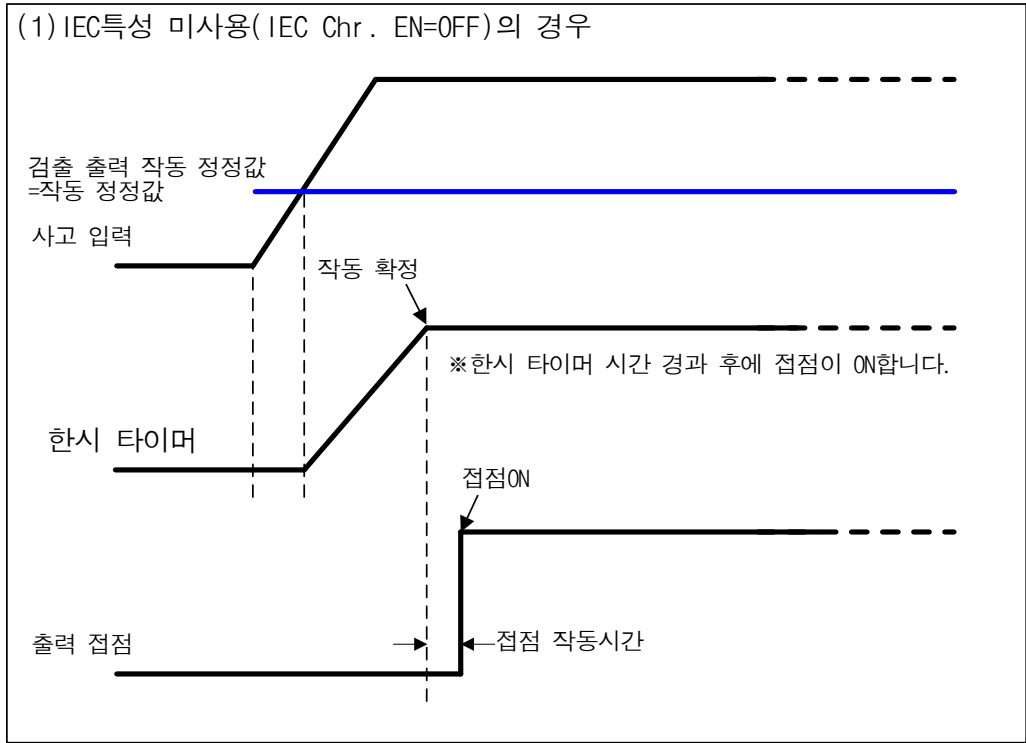 (1)IEC특성 미사용(IEC Chr. EN=OFF)의 경우
검출 출력 작동 정정값
=작동 정정값
사고 입력
작동 확정
※한시 타이머 시간 경과 후에 접점이 ON합니다.
한시 타이머
접점ON
출력 접점
접점 작동시간